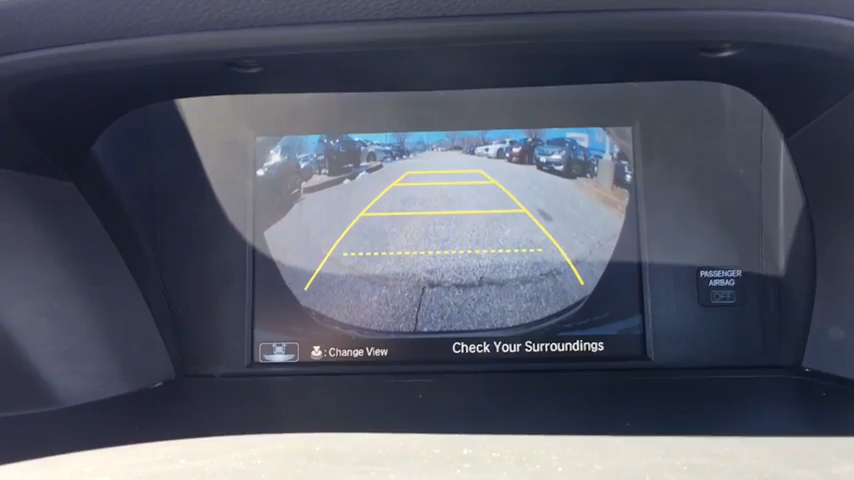 PASSENGER
AIRBAG
OFF
: Change View
Check Your Surroundings